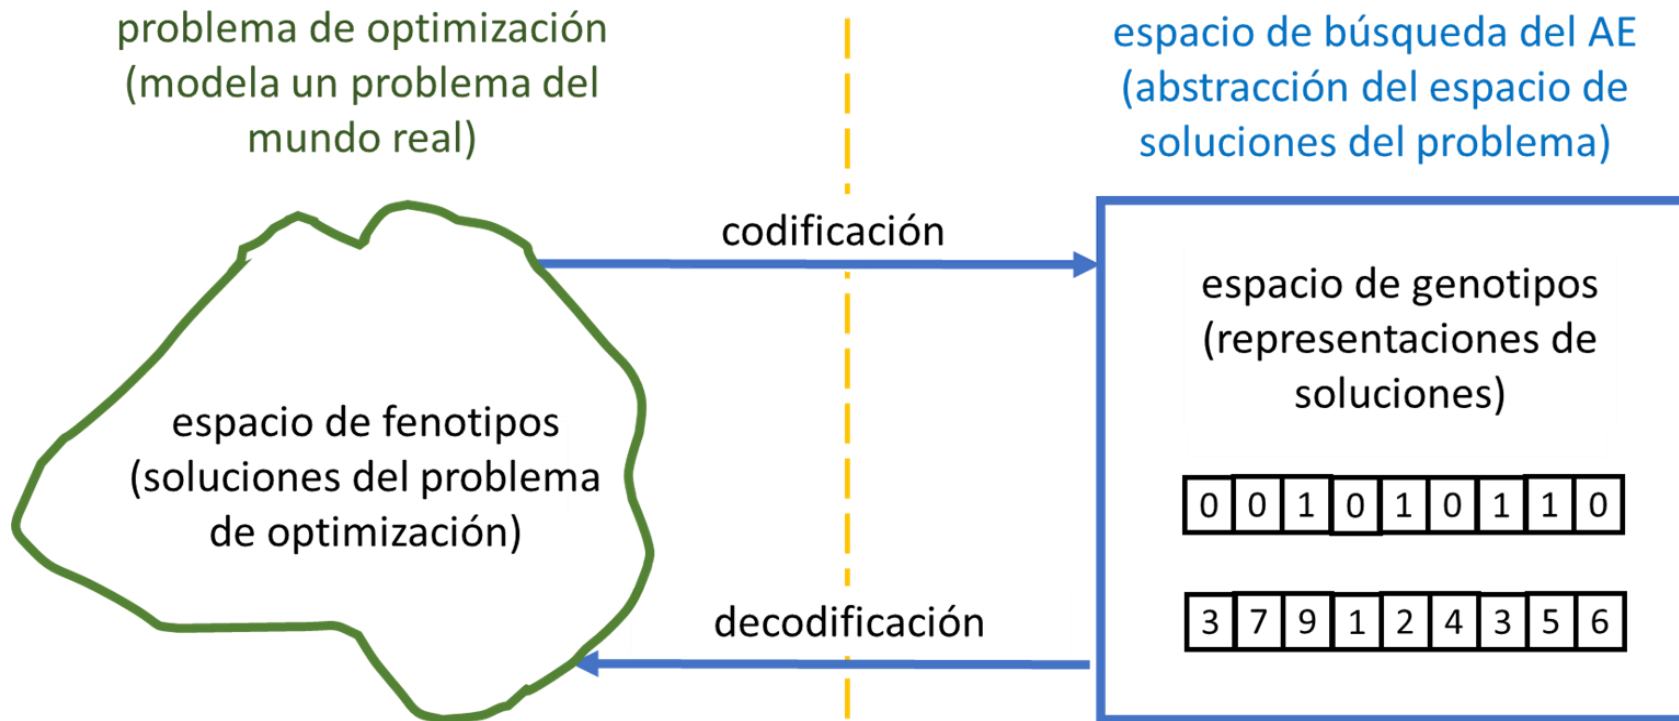 problema de optimización
(modela un problema del
mundo real)
espacio de búsqueda del AE
(abstracción del espacio de
soluciones del problema)
codificación
espacio de fenotipos
(soluciones del problema
de optimización)
espacio de genotipos
(representaciones de
soluciones)
0 0 1 0 1 0 1 1 0
3 7 9 1 2 4 3 5 6
decodificación